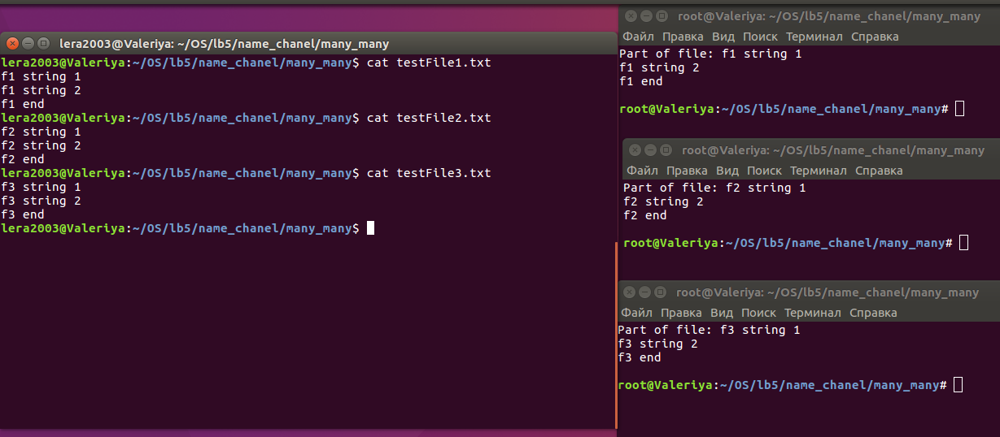 lera2003@Valeriya: ~/OS/lb5/name_chanel/many_many
lera2003@Valeriya:~/OS/lb5/name_chanel/many_many$ cat testFile1.txt
f1 string 1
f1 string 2
f1 end
lera2003@Valeriya:~/OS/lb5/name_chanel/many_many$ cat testFile2.txt
f2 string 1
f2 string 2
f2 end
lera2003@Valeriya:~/OS/lb5/name_chanel/many_many$ cat testFile3.txt
f3 string 1
f3 string 2
f3 end
lera2003@Valeriya:~/OS/lb5/name_chanel/many_many$
root@Valeriya: ~/OS/lb5/name_chanel/many_many
Файл Правка Вид Поиск Терминал Справка
Part of file: f1 string 1
f1 string 2
f1 end
root@Valeriya:~/OS/lb5/name_chanel/many_many#
root@Valeriya: ~/OS/lb5/name_chanel/many_many
Файл Правка Вид Поиск Терминал Справка
Part of file: f2 string 1
f2 string 2
f2 end
root@Valeriya:~/OS/lb5/name_chanel/many_many#
root@Valeriya: ~/OS/lb5/name_chanel/many_many
Файл Правка Вид Поиск Терминал Справка
Part of file: f3 string 1
f3 string 2
f3 end
root@Valeriya:~/OS/lb5/name_chanel/many_many#